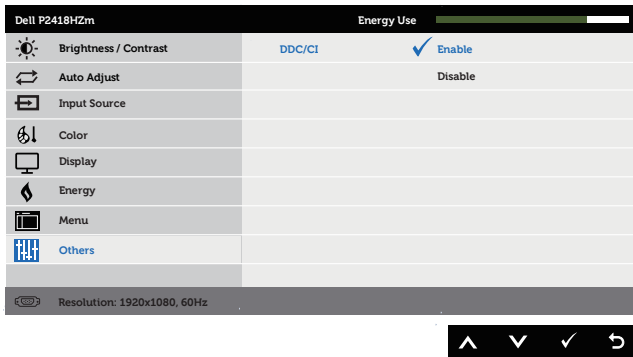 Dell P2418HZm Energy Use
Brightness / Contrast DDC/CI Enable
Auto Adjust Disable
Input Source
Color
Display
Energy
Menu
Others
Resolution: 1920x1080, 60Hz